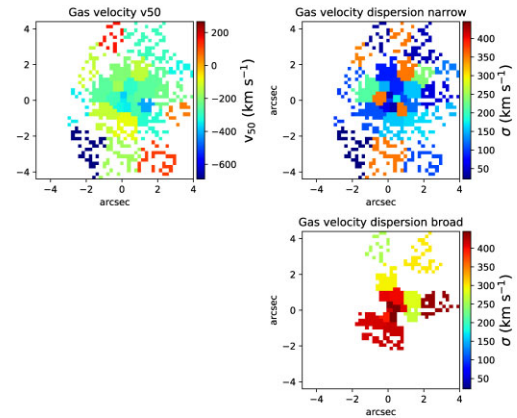 Gas velocity v50
4
2
0
−2
−4
−4 −2 0 2 4
arcsec
200
0
−200
−400
−600
v50 (km s−1)
Gas velocity dispersion narrow
arcsec
4
2
0
−2
−4
−4 −2 0 2 4
arcsec
400
350
300
250
200
150
100
50
σ (km s−1)
Gas velocity dispersion broad
arcsec
4
2
0
−2
−4
−4 −2 0 2 4
arcsec
400
350
300
250
200
150
100
50
σ (km s−1)